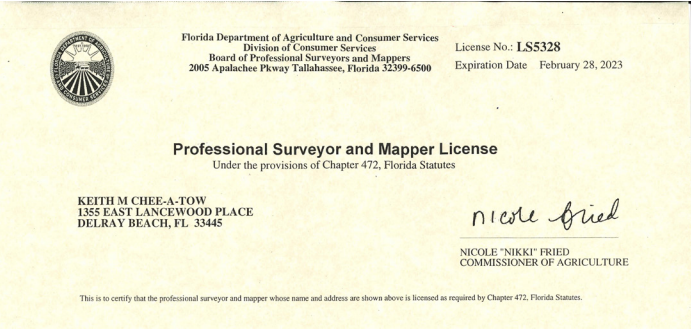 Florida Department of Agriculture and Consumer Services
Division of Consumer Services
Board of Professional Surveyors and Mappers
2005 Apalachee Pkway Tallahassee, Florida 32399-6500
License No.: LS5328
Expiration Date February 28, 2023
Professional Surveyor and Mapper License
Under the provisions of Chapter 472, Florida Statutes
KEITH M CHEE-A-TOW
1355 EAST LANCEWOOD PLACE
DELRAY BEACH, FL 33445
nicole fried
NICOLE "NIKKI" FRIED
COMMISSIONER OF AGRICULTURE
This is to certify that the professional surveyor and mapper whose name and address are shown above is licensed as required by Chapter 472, Florida Statutes.